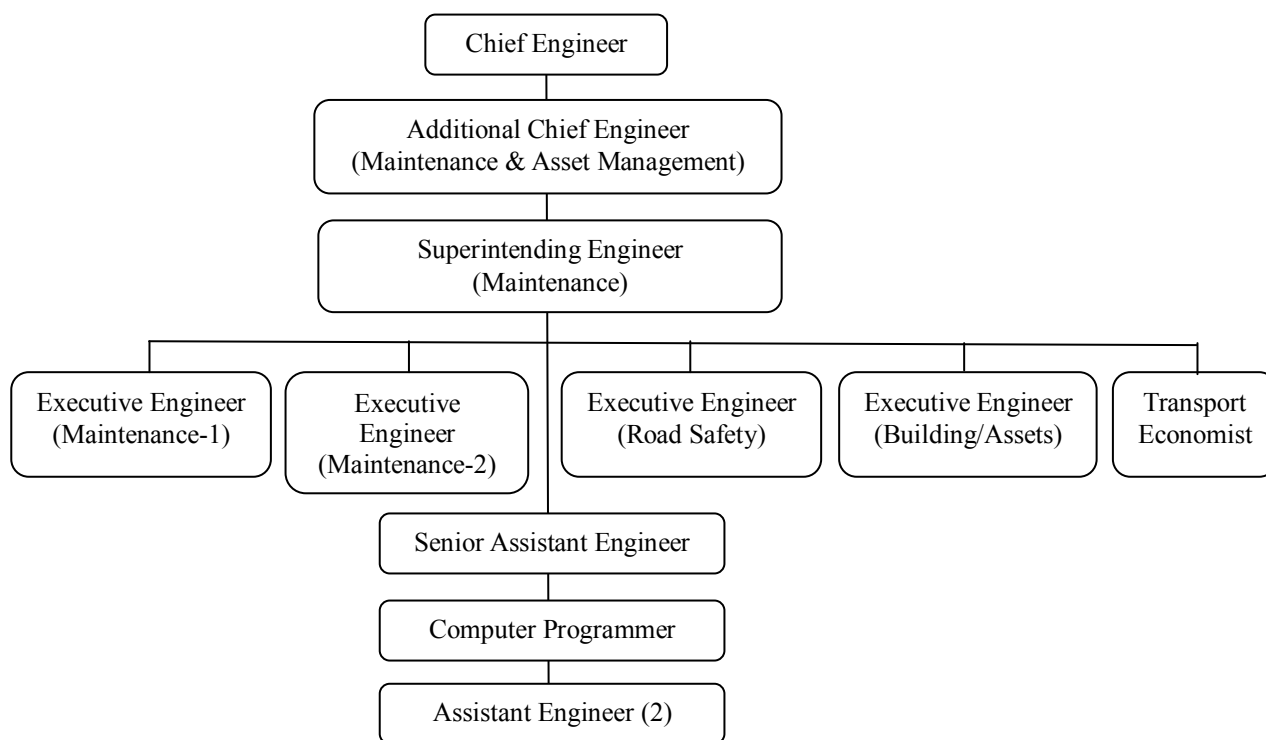 Chief Engineer
Additional Chief Engineer
(Maintenance & Asset Management)
Superintending Engineer
(Maintenance)
Executive Engineer
(Maintenance-1)
Executive
Engineer
(Maintenance-2)
Executive Engineer
(Road Safety)
Executive Engineer
(Building/Assets)
Transport
Economist
Senior Assistant Engineer
Computer Programmer
Assistant Engineer (2)